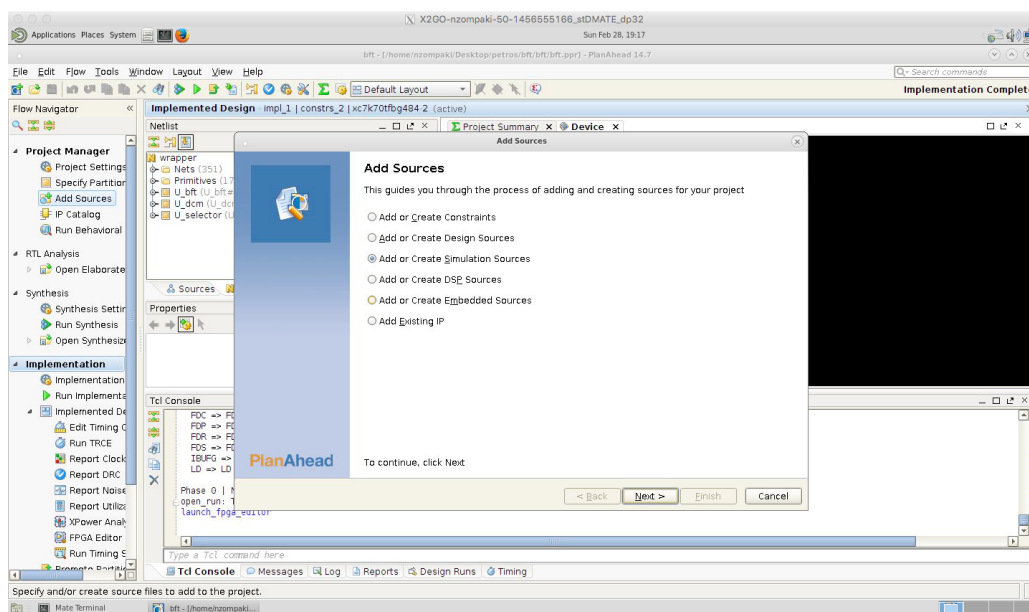 X2GO-nzompaki-50-1456555166_stDMATE_dp32
Applications Places System
Sun Feb 28, 19:17
bft - [/home/nzompaki/Desktop/petros/bft/bft/bft.ppr] - PlanAhead 14.7
File Edit Flow Tools Window Layout View Help
Search commands
Default Layout
Implementation Complet
Flow Navigator
Implemented Design - impl_1 | constrs_2 | xc7k70tfbg484-2 (active)
Netlist
Project Summary
Device
Add Sources
Project Manager
Project Settings
Specify Partition
Add Sources
IP Catalog
Run Behavioral
RTL Analysis
Open Elaborate
Synthesis
Synthesis Settin
Run Synthesis
Open Synthesiz
Implementation
Implementation
Run Implementa
Implemented De
Edit Timing C
Run TRCE
Report Clock
Report DRC
Report Noise
Report Utiliza
XPower Analy
FPGA Editor
Run Timing S
Promote Partitio
wrapper
Nets (351)
Primitives (17
U_bft (U_bft
U_dcm (U_dc
U_selector (U
Sources
Properties
Add Sources
This guides you through the process of adding and creating sources for your project
Add or Create Constraints
Add or Create Design Sources
Add or Create Simulation Sources
Add or Create DSP Sources
Add or Create Embedded Sources
Add Existing IP
PlanAhead
To continue, click Next
< Back
Next >
Finish
Cancel
Tcl Console
FDC => FD
FDP => FD
FDR => FD
FDS => FD
IBUFG =>
LD => LD
Phase 0 |
open_run: T
launch_fpga_editor
Type a Tcl command here
Tcl Console
Messages
Log
Reports
Design Runs
Timing
Specify and/or create source files to add to the project.
Mate Terminal
bft - [/home/nzompaki...